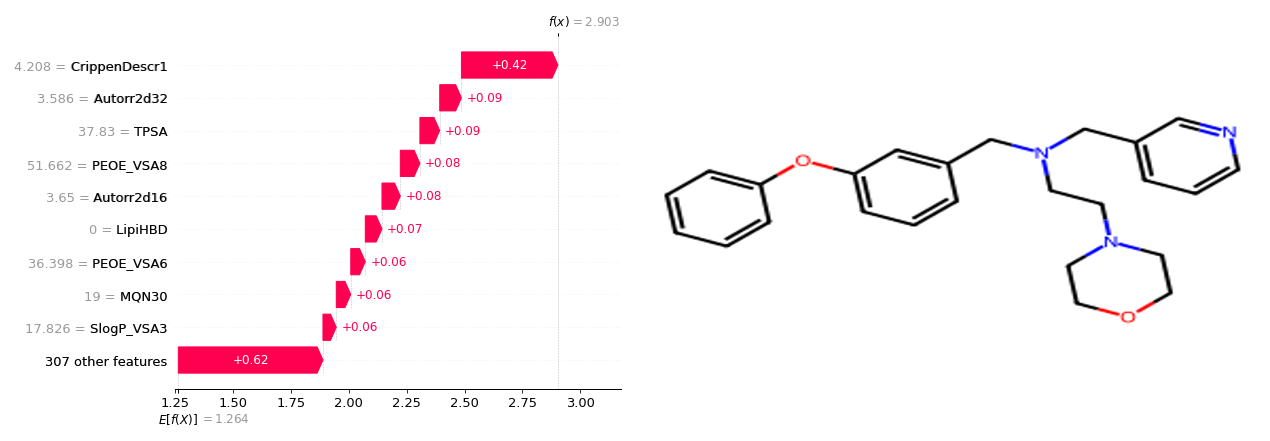 f(x) = 2.903
4.208 = CrippenDescr1 +0.42
3.586 = Autorr2d32 +0.09
37.83 = TPSA +0.09
51.662 = PEOE_VSA8 +0.08
3.65 = Autorr2d16 +0.08
0 = LipiHBD +0.07
36.398 = PEOE_VSA6 +0.06
19 = MQN30 +0.06
17.826 = SlogP_VSA3 +0.06
307 other features +0.62
1.25 1.50 1.75 2.00 2.25 2.50 2.75 3.00
E[f(X)] = 1.264
N
O
N
N
O